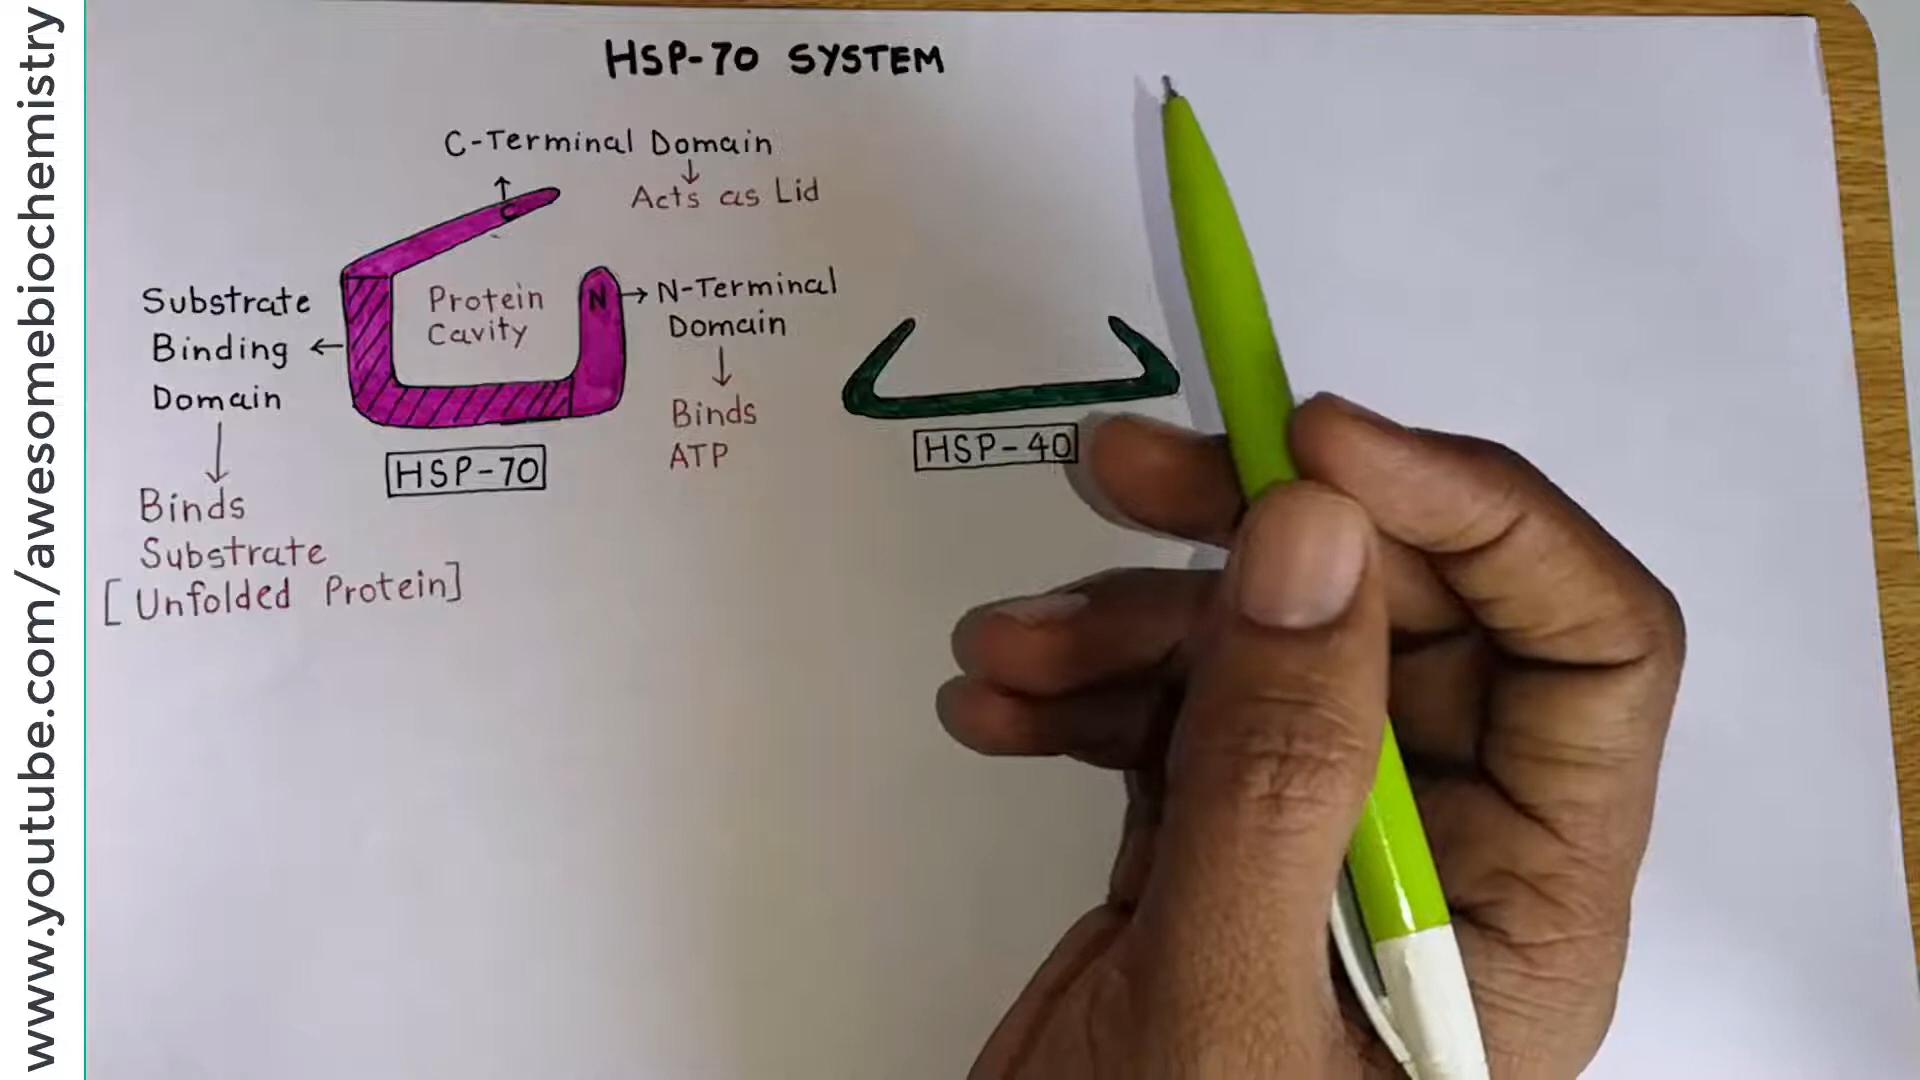 www.youtube.com/awesomebiochemistry
HSP-70 SYSTEM
C-Terminal Domain
↑
↓
Acts as Lid
C
Substrate
Binding ←
Domain
↓
Binds
Substrate
[Unfolded Protein]
Protein
Cavity
N
→ N-Terminal
Domain
↓
Binds
ATP
HSP-70
HSP-40